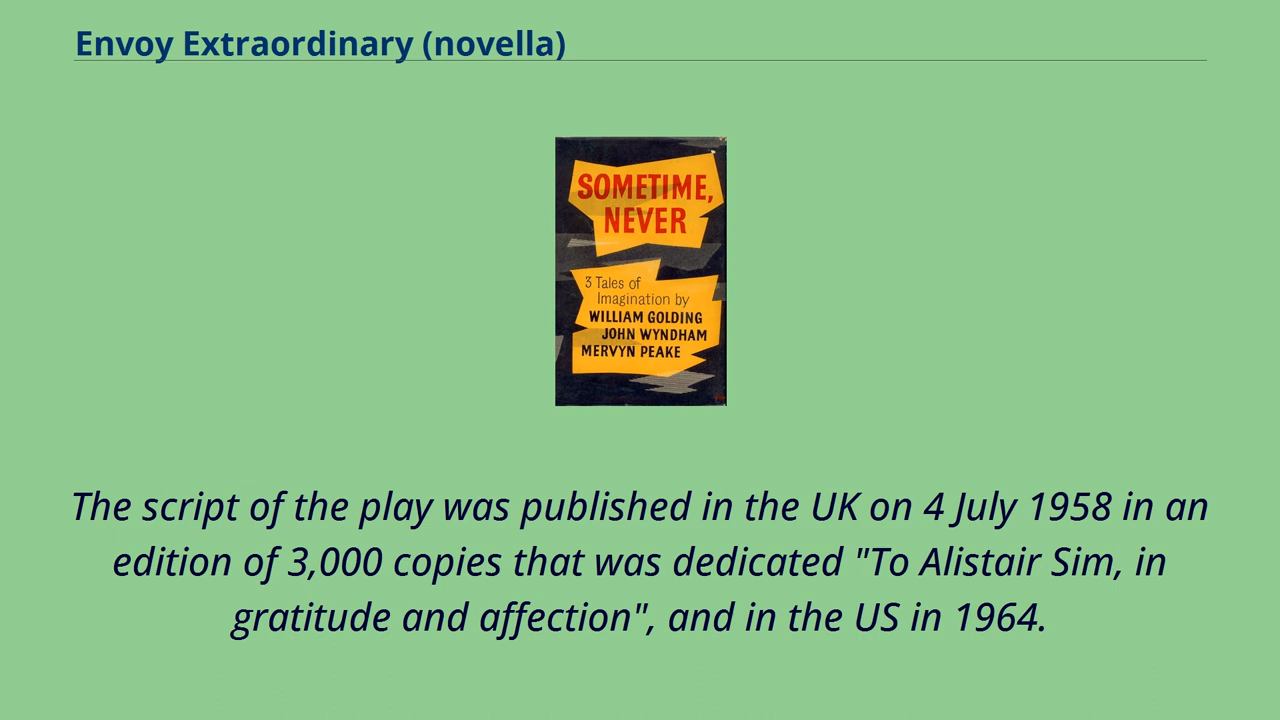 Envoy Extraordinary (novella)
SOMETIME,
NEVER
3 Tales of
Imagination by
WILLIAM GOLDING
JOHN WYNDHAM
MERVYN PEAKE
The script of the play was published in the UK on 4 July 1958 in an
edition of 3,000 copies that was dedicated "To Alistair Sim, in
gratitude and affection", and in the US in 1964.